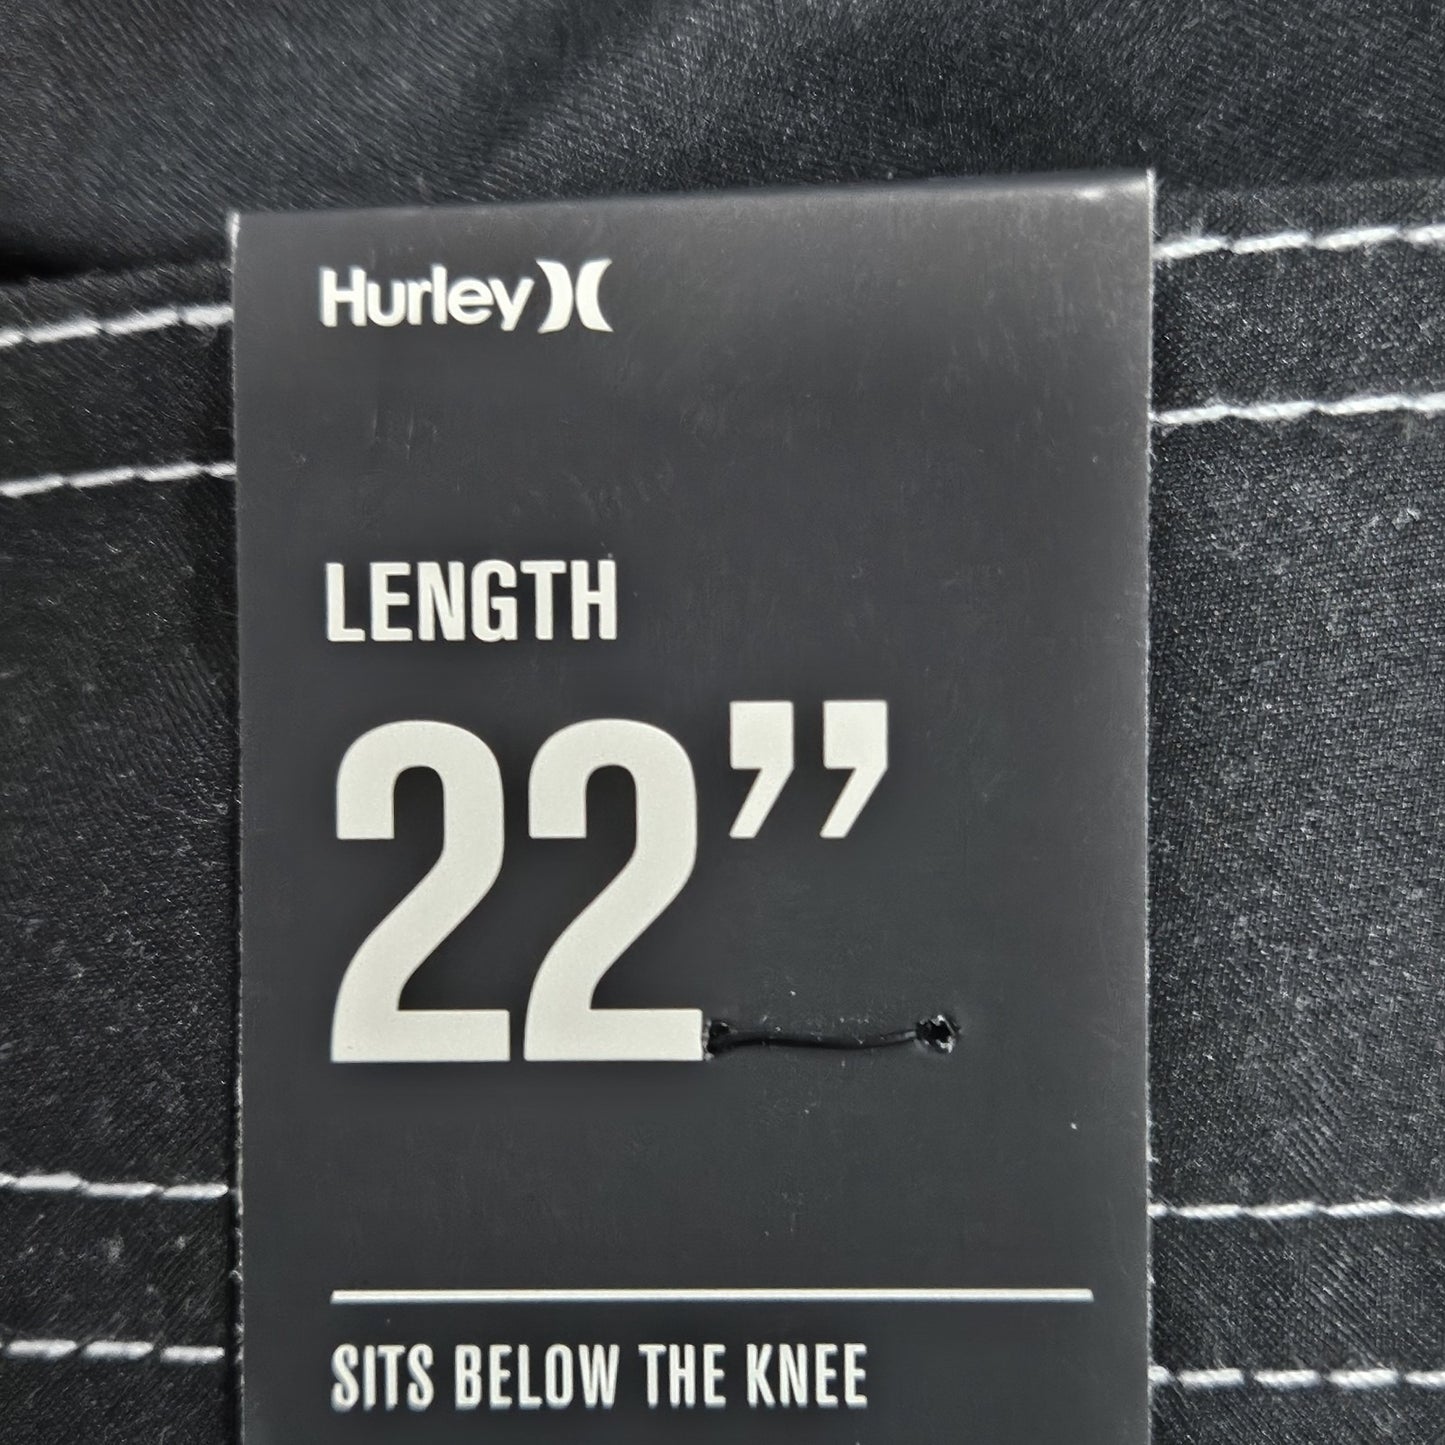 Hurley
LENGTH
22”
SITS BELOW THE KNEE